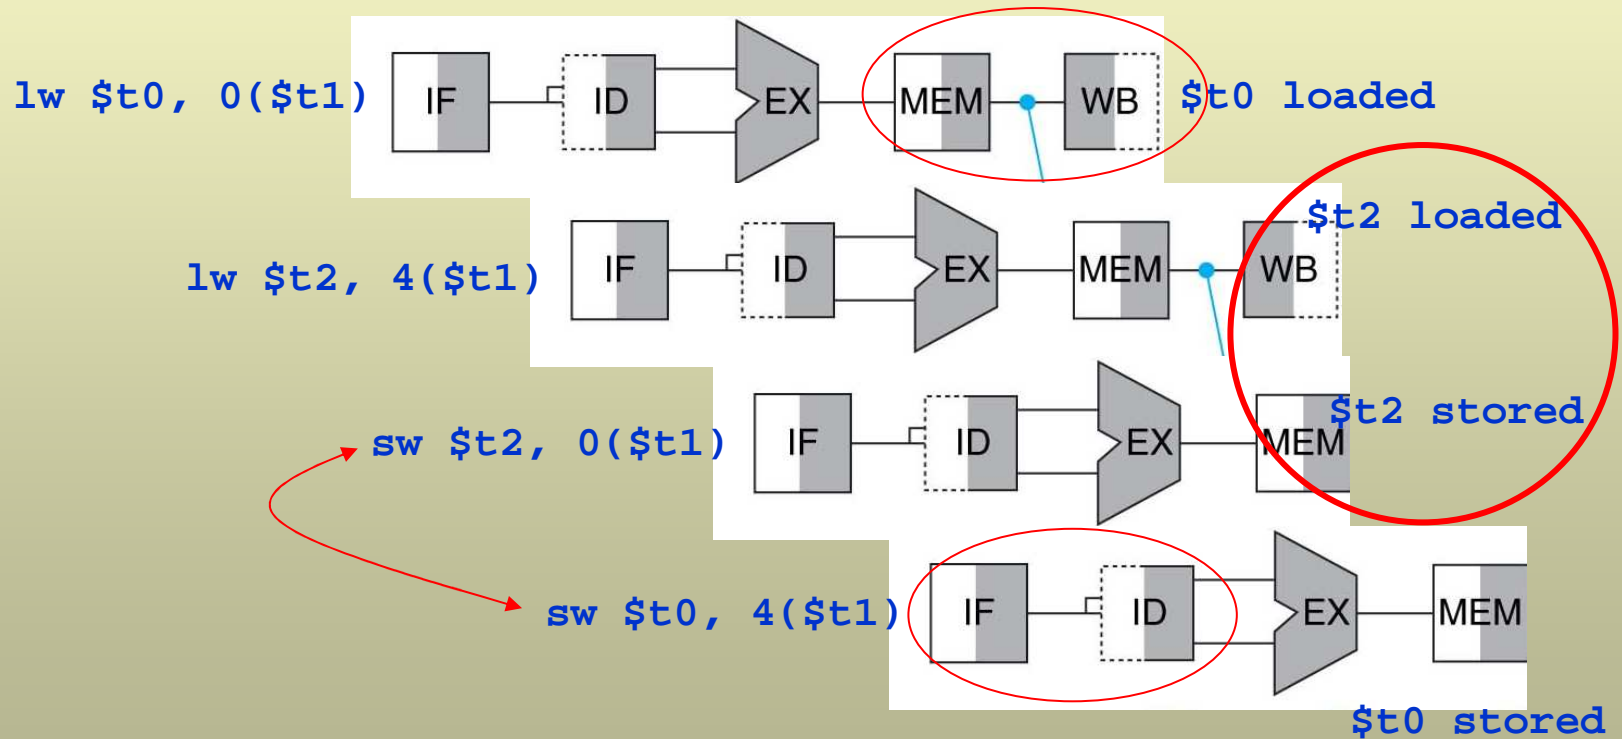 lw $t0, 0($t1) IF ID EX MEM WB $t0 loaded
$t2 loaded
lw $t2, 4($t1) IF ID EX MEM WB
$t2 stored
sw $t2, 0($t1) IF ID EX MEM
sw $t0, 4($t1) IF ID EX MEM
$t0 stored